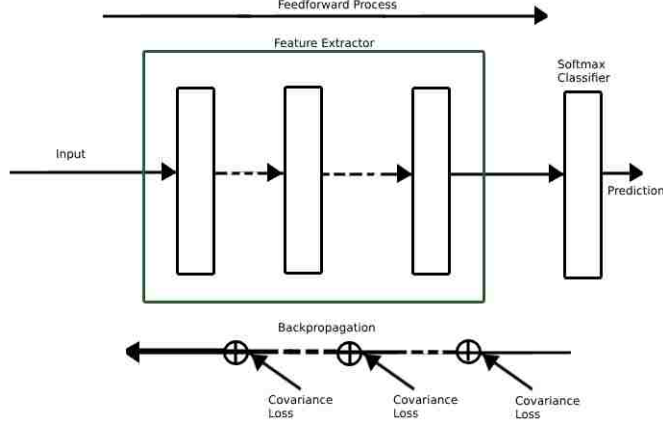 Feedforward Process
Feature Extractor
Softmax
Classifier
Input
Prediction
Backpropagation
Covariance
Loss
Covariance
Loss
Covariance
Loss